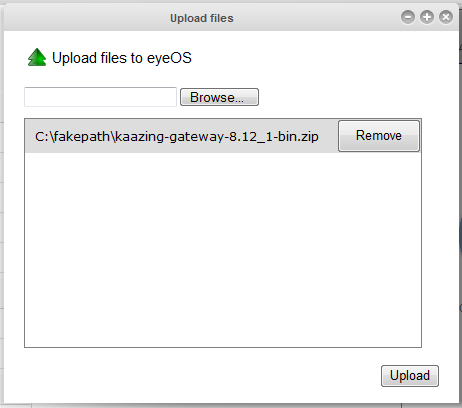 Upload files
Upload files to eyeOS
Browse...
C:\fakepath\kaazing-gateway-8.12_1-bin.zip
Remove
Upload